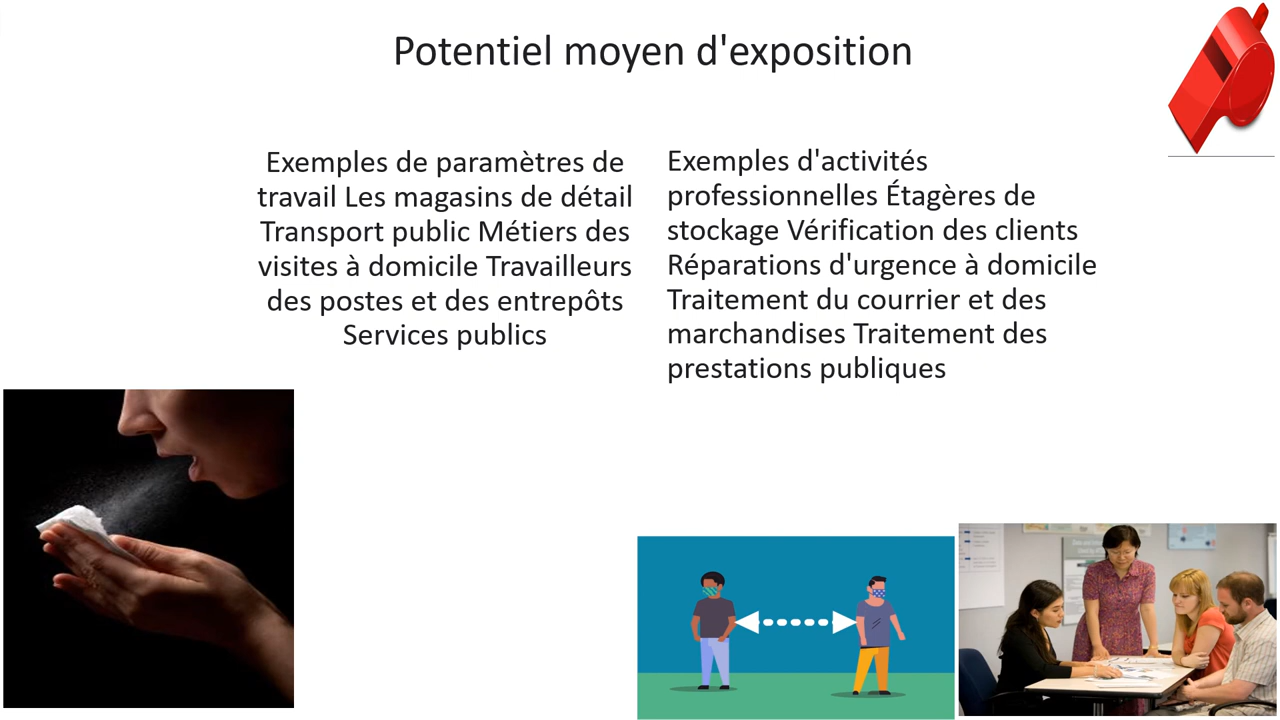 Potentiel moyen d'exposition
Exemples de paramètres de
travail Les magasins de détail
Transport public Métiers des
visites à domicile Travailleurs
des postes et des entrepôts
Services publics
Exemples d'activités
professionnelles Étagères de
stockage Vérification des clients
Réparations d'urgence à domicile
Traitement du courrier et des
marchandises Traitement des
prestations publiques